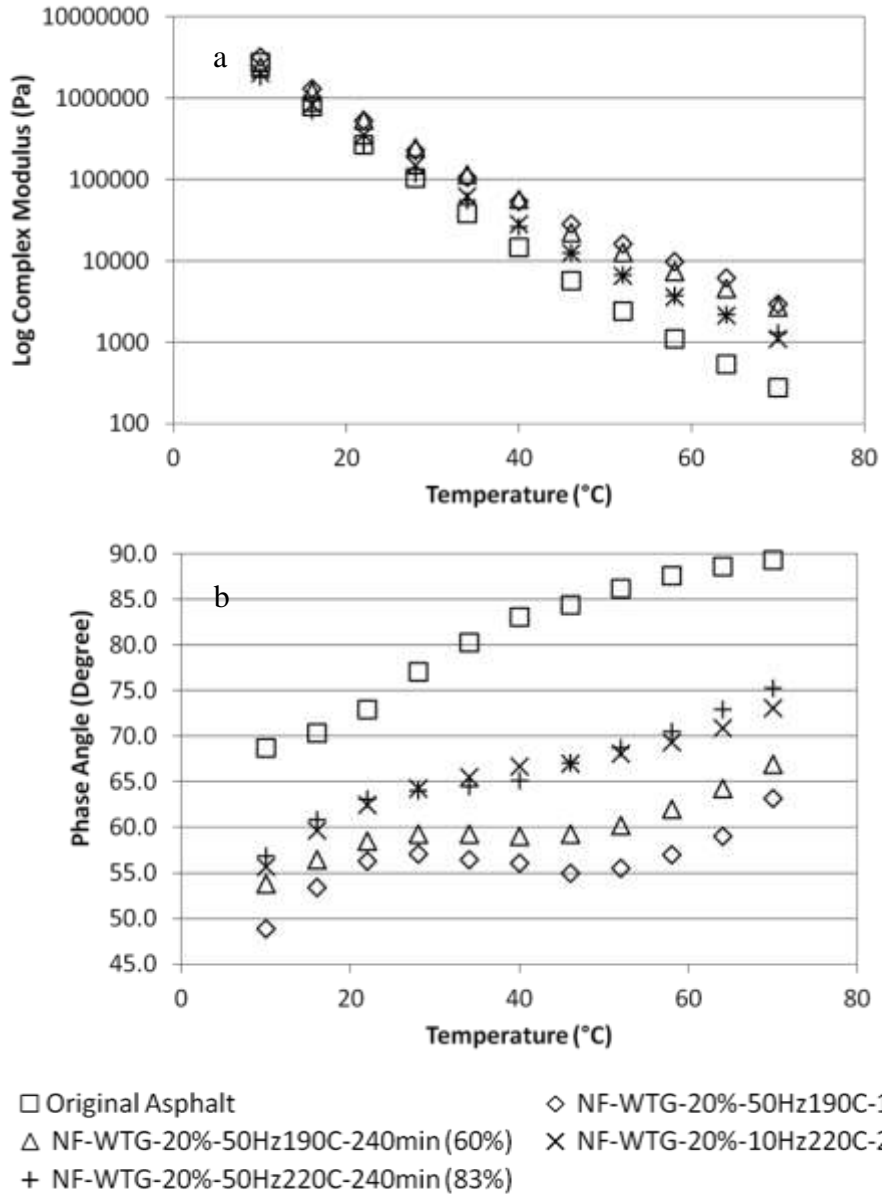 10000000
a
1000000
100000
10000
1000
100
Log Complex Modulus (Pa)
0 20 40 60 80
Temperature (°C)
90.0
b
85.0
80.0
75.0
70.0
65.0
60.0
55.0
50.0
45.0
Phase Angle (Degree)
0 20 40 60 80
Temperature (°C)
Original Asphalt
NF-WTG-20%-50Hz190C-1
NF-WTG-20%-50Hz190C-240min (60%)
NF-WTG-20%-10Hz220C-2
NF-WTG-20%-50Hz220C-240min (83%)